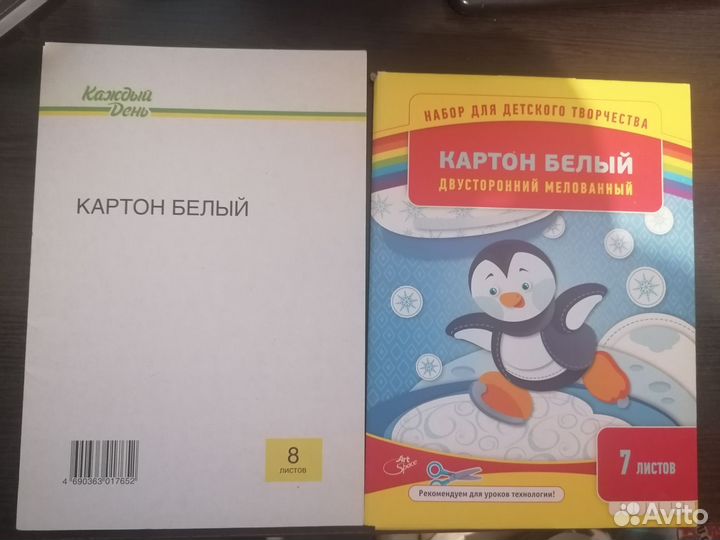 Каждый
День
КАРТОН БЕЛЫЙ
8
ЛИСТОВ
4 690363 017652
НАБОР ДЛЯ ДЕТСКОГО ТВОРЧЕСТВА
КАРТОН БЕЛЫЙ
ДВУСТОРОННИЙ МЕЛОВАННЫЙ
7 ЛИСТОВ
Art
Space
Рекомендуем для уроков технологии!
Avito